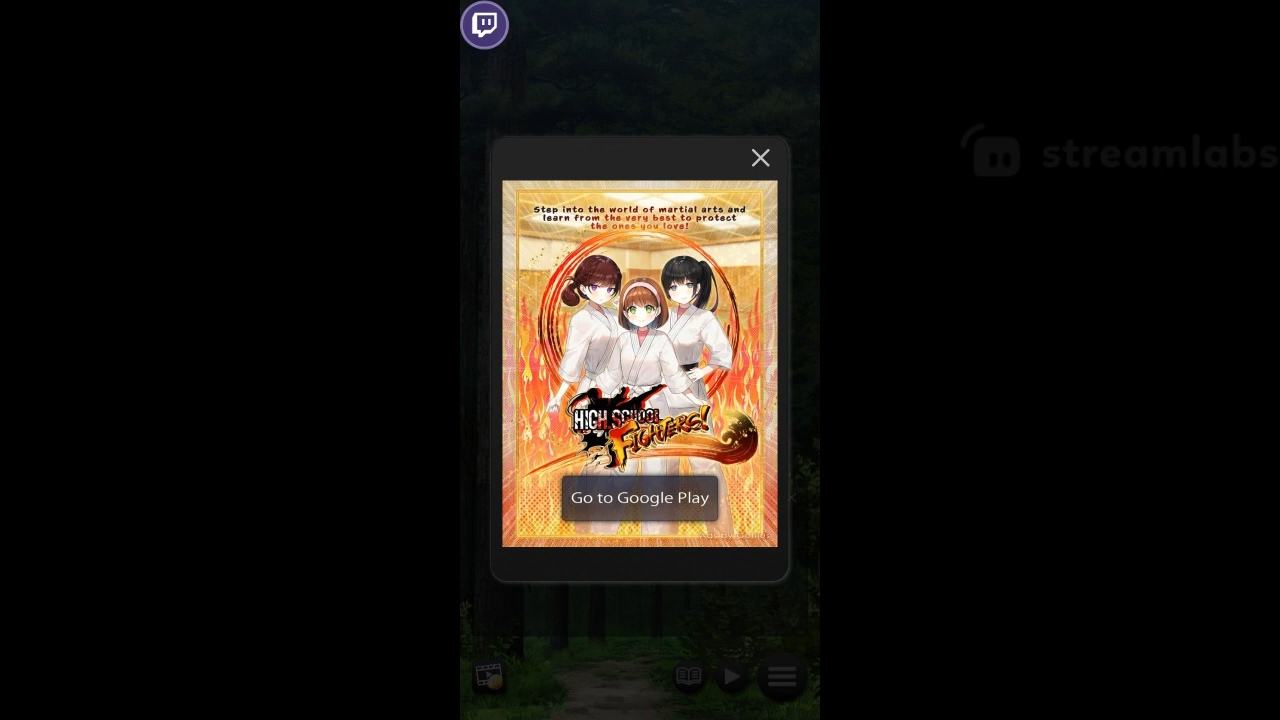 streamlabs
Step into the world of martial arts and
learn from the very best to protect
the ones you love!
HIGH SCHOOL
FIGHTERS!
Go to Google Play